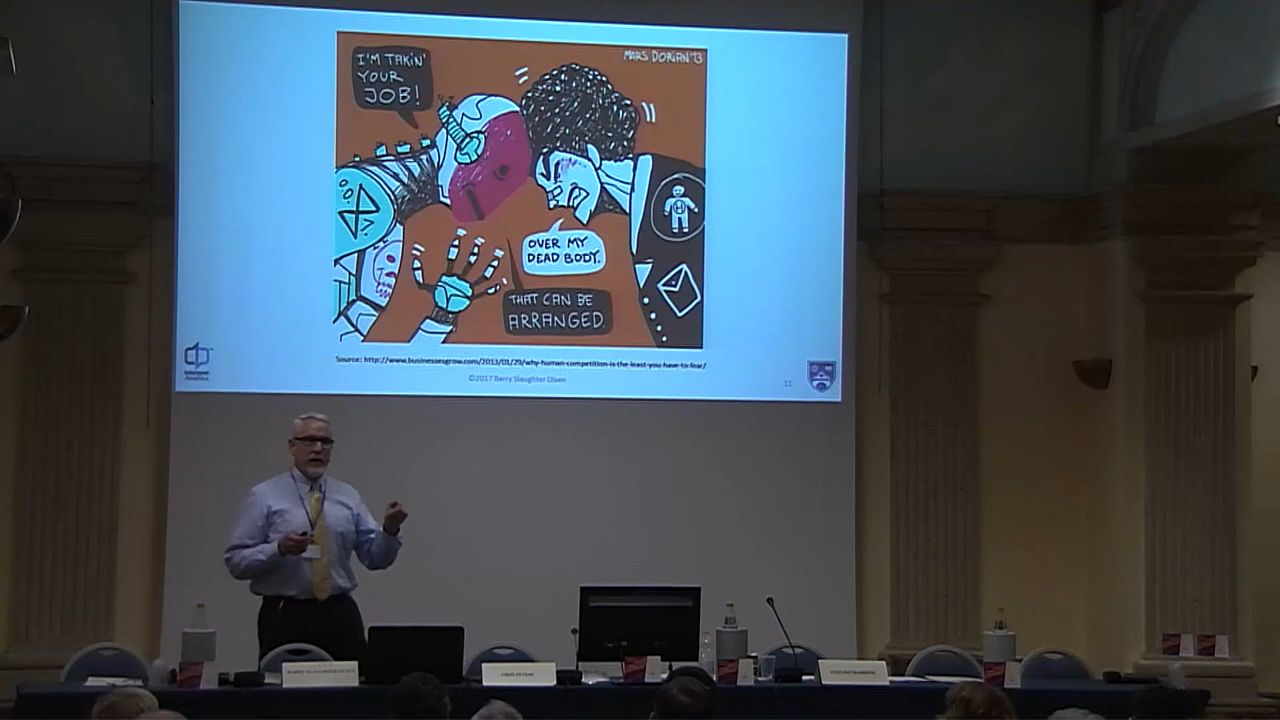 I'M TAKIN'
YOUR
JOB!
MARS DORIAN'13
OVER MY
DEAD BODY.
THAT CAN BE
ARRANGED.
H
Source: http://www.businessesgrow.com/2013/01/29/why-human-competition-is-the-least-you-have-to-fear/
©2017 Barry Slaughter Olsen
11